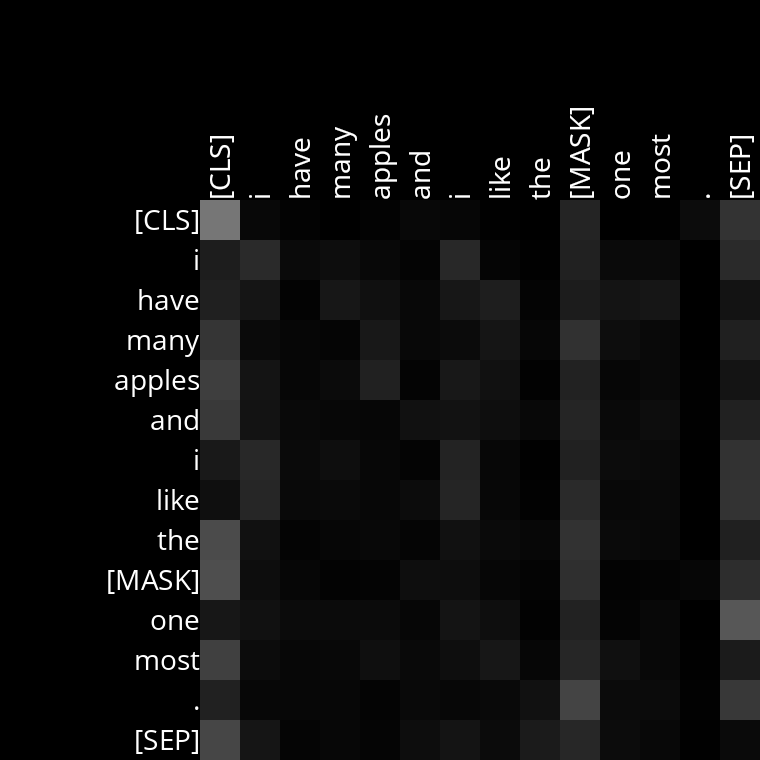 [CLS] i have many apples and i like the [MASK] one most . [SEP]
[CLS]
i
have
many
apples
and
i
like
the
[MASK]
one
most
.
[SEP]